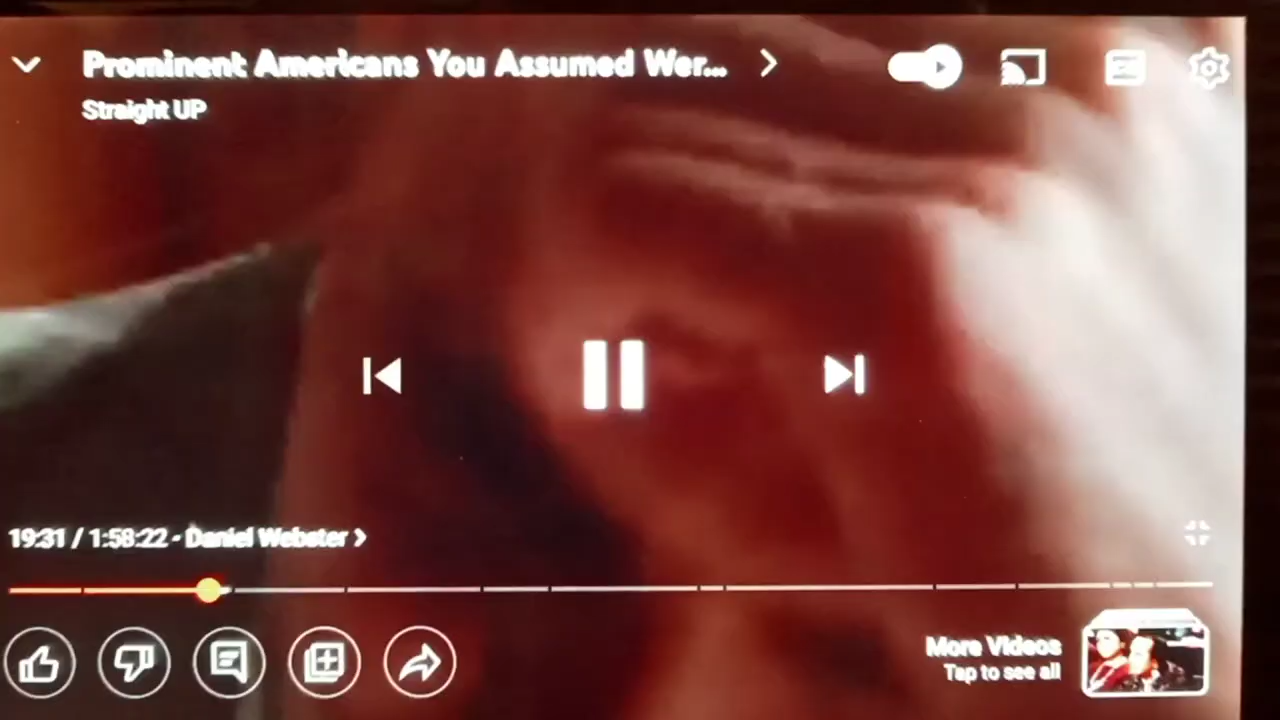 Prominent Americans You Assumed Wer...
Straight UP
19:31 / 1:58:22 · Daniel Webster
More Videos
Tap to see all